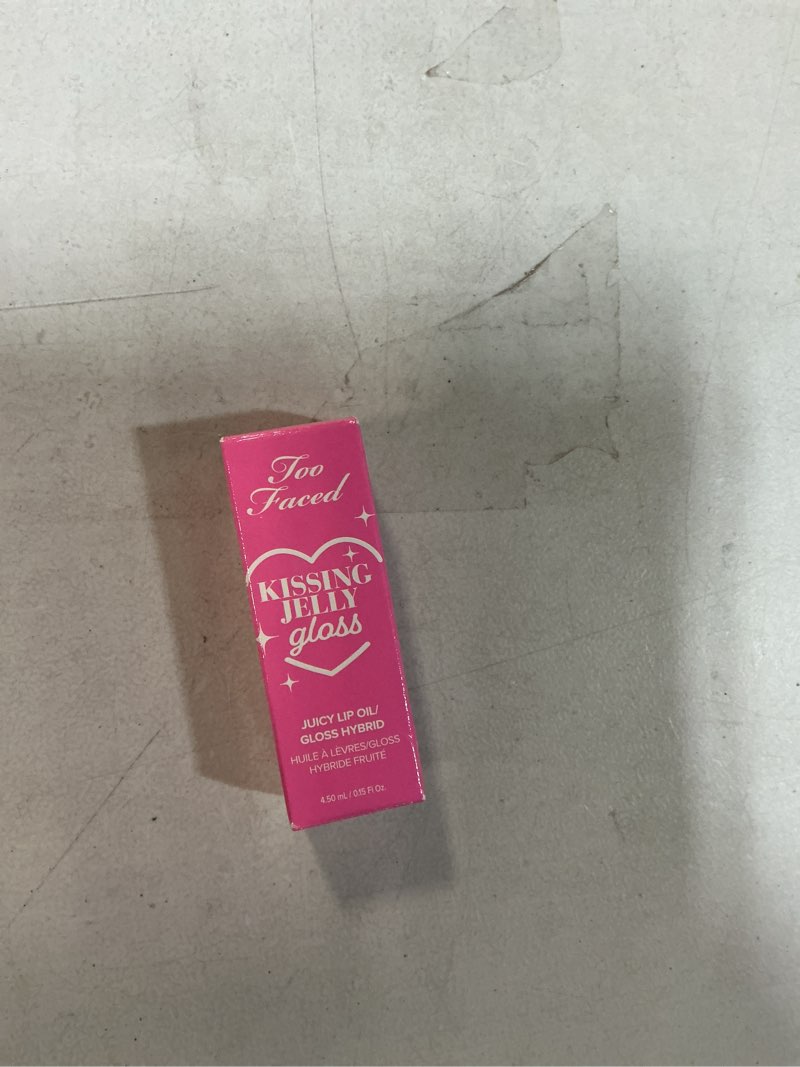 Too
Faced
KISSING
JELLY
gloss
JUICY LIP OIL/
GLOSS HYBRID
HUILE À LÈVRES/GLOSS
HYBRIDE FRUITÉ
4.50 mL / 0.15 Fl Oz.